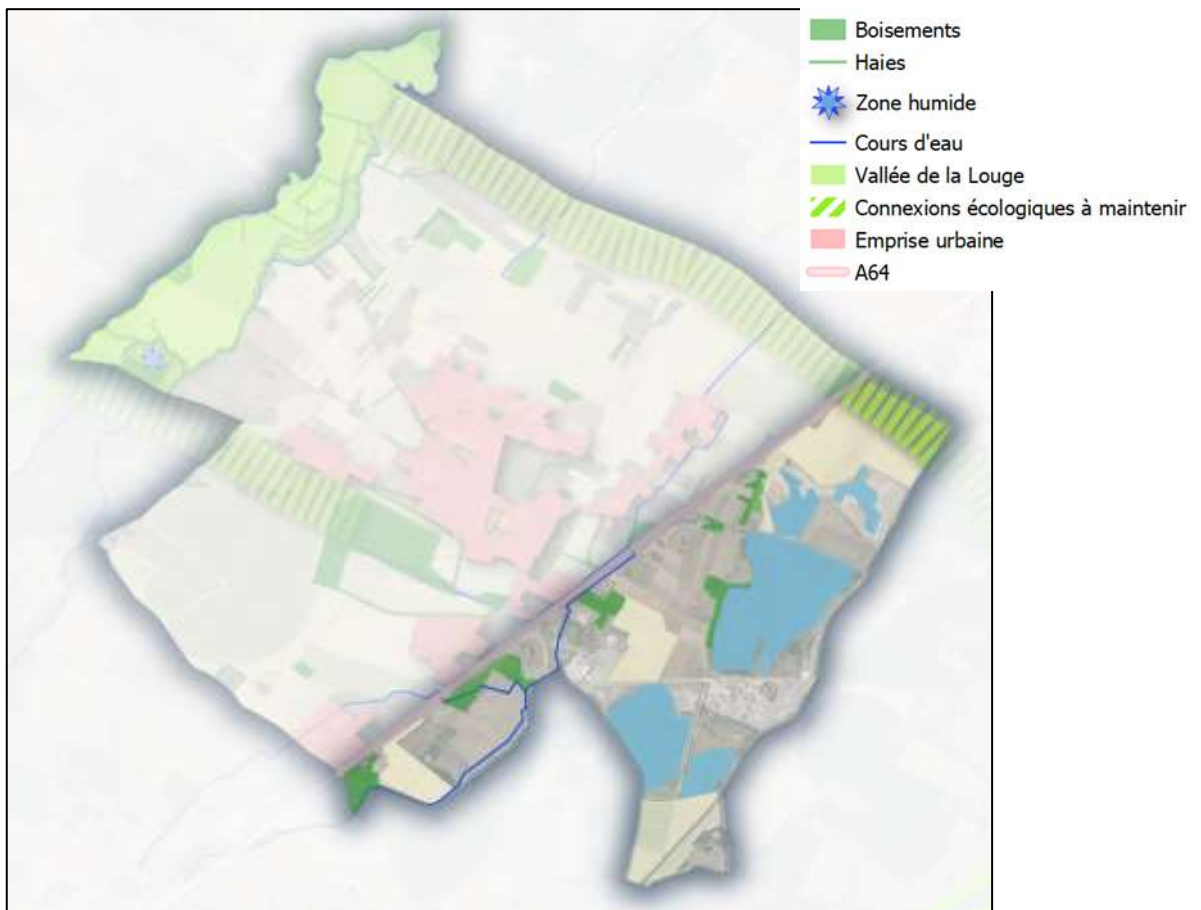 Boisements
Haies
Zone humide
Cours d'eau
Vallée de la Louge
Connexions écologiques à maintenir
Emprise urbaine
A64